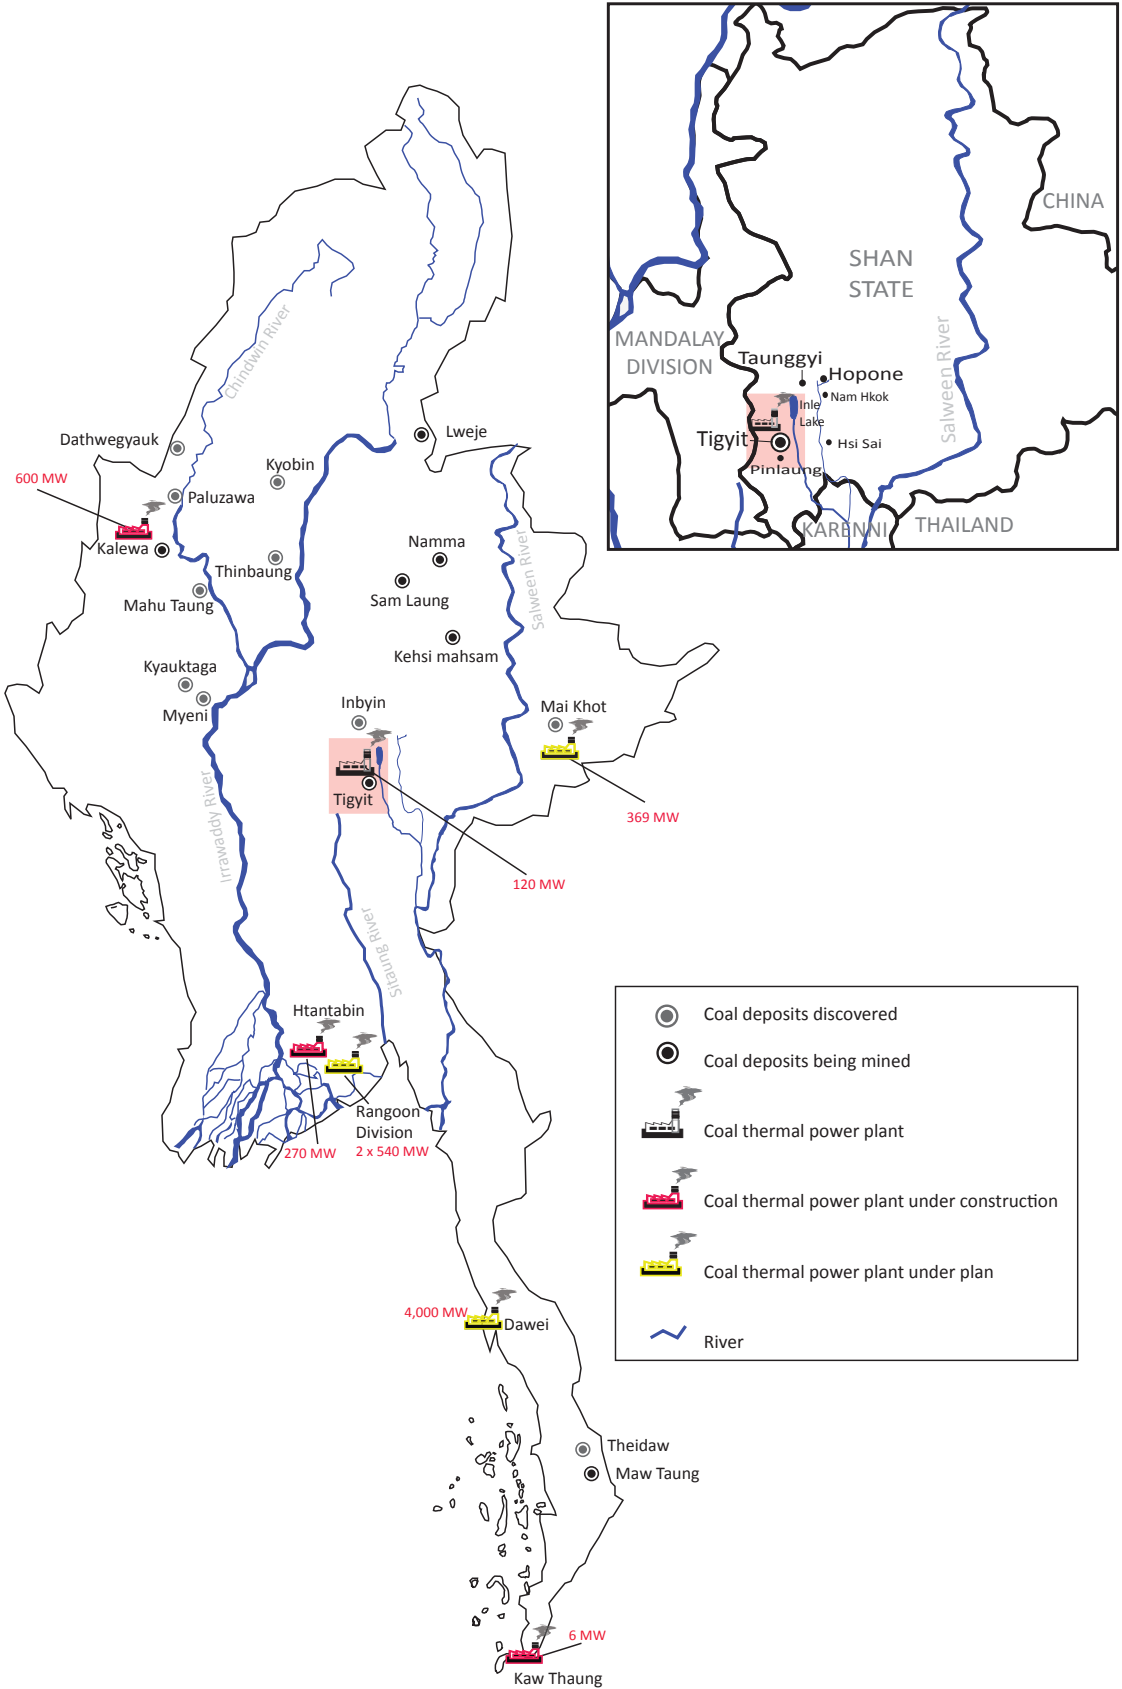 CHINA
SHAN
STATE
MANDALAY
DIVISION
Salween River
Taunggyi
Hopone
Nam Hkok
Inle
Lake
Tigyit
Hsi Sai
Pinlaung
KARENNI
THAILAND
Chindwin River
Dathwegyauk
Lweje
Kyobin
600 MW
Paluzawa
Kalewa
Namma
Thinbaung
Sam Laung
Mahu Taung
Salween River
Kehsi mahsam
Kyauktaga
Myeni
Inbyin
Mai Khot
Tigyit
369 MW
Irrawaddy River
120 MW
Sittaung River
Htantabin
Rangoon
Division
2 x 540 MW
270 MW
4,000 MW
Dawei
Theidaw
Maw Taung
6 MW
Kaw Thaung
Coal deposits discovered
Coal deposits being mined
Coal thermal power plant
Coal thermal power plant under construction
Coal thermal power plant under plan
River